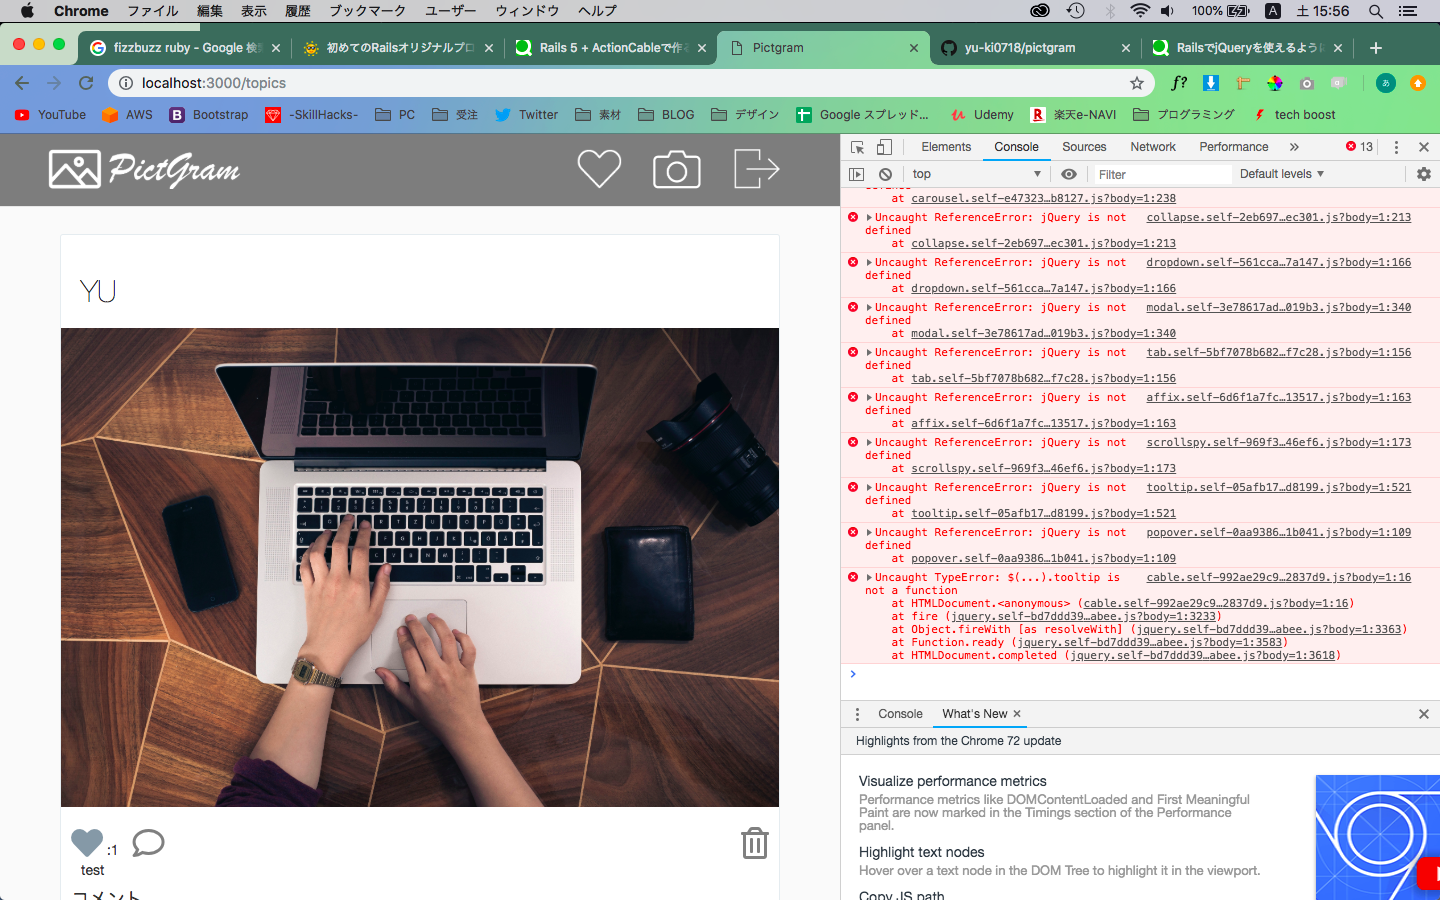 Chrome ファイル 編集 表示 履歴 ブックマーク ユーザー ウィンドウ ヘルプ 100% A 土 15:56
fizzbuzz ruby - Google 検索 初めてのRailsオリジナルプロ Rails 5 + ActionCableで作る Pictgram yu-ki0718/pictgram RailsでjQueryを使えるように
localhost:3000/topics f? あ
YouTube AWS Bootstrap -SkillHacks- PC 受注 Twitter 素材 BLOG デザイン Google スプレッド... Udemy 楽天e-NAVI プログラミング tech boost
PictGram
YU
:1
test
コメント
Elements Console Sources Network Performance » 13
top Filter Default levels
at carousel.self-e47323…b8127.js?body=1:238
Uncaught ReferenceError: jQuery is not collapse.self-2eb697…ec301.js?body=1:213
defined
at collapse.self-2eb697…ec301.js?body=1:213
Uncaught ReferenceError: jQuery is not dropdown.self-561cca…7a147.js?body=1:166
defined
at dropdown.self-561cca…7a147.js?body=1:166
Uncaught ReferenceError: jQuery is not modal.self-3e78617ad…019b3.js?body=1:340
defined
at modal.self-3e78617ad…019b3.js?body=1:340
Uncaught ReferenceError: jQuery is not tab.self-5bf7078b682…f7c28.js?body=1:156
defined
at tab.self-5bf7078b682…f7c28.js?body=1:156
Uncaught ReferenceError: jQuery is not affix.self-6d6f1a7fc…13517.js?body=1:163
defined
at affix.self-6d6f1a7fc…13517.js?body=1:163
Uncaught ReferenceError: jQuery is not scrollspy.self-969f3…46ef6.js?body=1:173
defined
at scrollspy.self-969f3…46ef6.js?body=1:173
Uncaught ReferenceError: jQuery is not tooltip.self-05afb17…d8199.js?body=1:521
defined
at tooltip.self-05afb17…d8199.js?body=1:521
Uncaught ReferenceError: jQuery is not popover.self-0aa9386…1b041.js?body=1:109
defined
at popover.self-0aa9386…1b041.js?body=1:109
Uncaught TypeError: $(...).tooltip is cable.self-992ae29c9…2837d9.js?body=1:16
not a function
at HTMLDocument.<anonymous> (cable.self-992ae29c9…2837d9.js?body=1:16)
at fire (jquery.self-bd7ddd39…abee.js?body=1:3233)
at Object.fireWith [as resolveWith] (jquery.self-bd7ddd39…abee.js?body=1:3363)
at Function.ready (jquery.self-bd7ddd39…abee.js?body=1:3583)
at HTMLDocument.completed (jquery.self-bd7ddd39…abee.js?body=1:3618)
Console What's New
Highlights from the Chrome 72 update
Visualize performance metrics
Performance metrics like DOMContentLoaded and First Meaningful
Paint are now marked in the Timings section of the Performance
panel.
Highlight text nodes
Hover over a text node in the DOM Tree to highlight it in the viewport.
Copy JS path